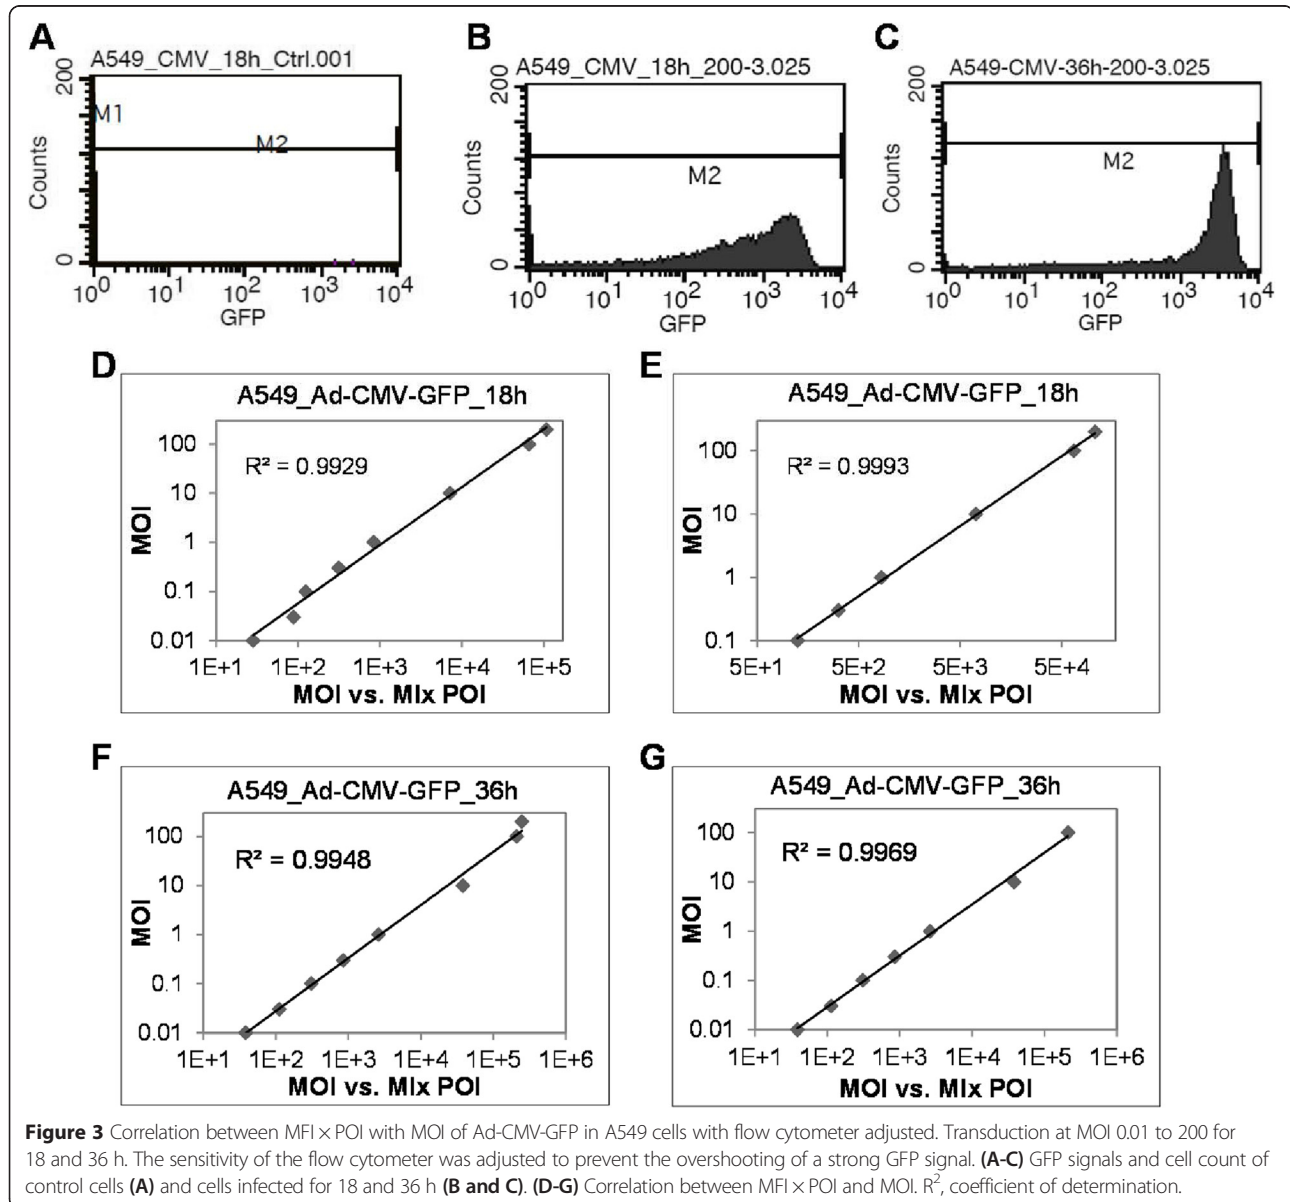 A
A549_CMV_18h_Ctrl.001
200
M1
M2
Counts
0
10^0 10^1 10^2 10^3 10^4
GFP
B
A549_CMV_18h_200-3.025
200
M2
Counts
0
10^0 10^1 10^2 10^3 10^4
GFP
C
A549-CMV-36h-200-3.025
200
M2
Counts
0
10^0 10^1 10^2 10^3 10^4
GFP
D
A549_Ad-CMV-GFP_18h
R² = 0.9929
MOI
100
10
1
0.1
0.01
1E+1 1E+2 1E+3 1E+4 1E+5
MOI vs. MIx POI
E
A549_Ad-CMV-GFP_18h
R² = 0.9993
MOI
100
10
1
0.1
5E+1 5E+2 5E+3 5E+4
MOI vs. MIx POI
F
A549_Ad-CMV-GFP_36h
R² = 0.9948
MOI
100
10
1
0.1
0.01
1E+1 1E+2 1E+3 1E+4 1E+5 1E+6
MOI vs. MIx POI
G
A549_Ad-CMV-GFP_36h
R² = 0.9969
MOI
100
10
1
0.1
0.01
1E+1 1E+2 1E+3 1E+4 1E+5 1E+6
MOI vs. MIx POI
Figure 3 Correlation between MFI × POI with MOI of Ad-CMV-GFP in A549 cells with flow cytometer adjusted. Transduction at MOI 0.01 to 200 for
18 and 36 h. The sensitivity of the flow cytometer was adjusted to prevent the overshooting of a strong GFP signal. (A-C) GFP signals and cell count of
control cells (A) and cells infected for 18 and 36 h (B and C). (D-G) Correlation between MFI × POI and MOI. R², coefficient of determination.